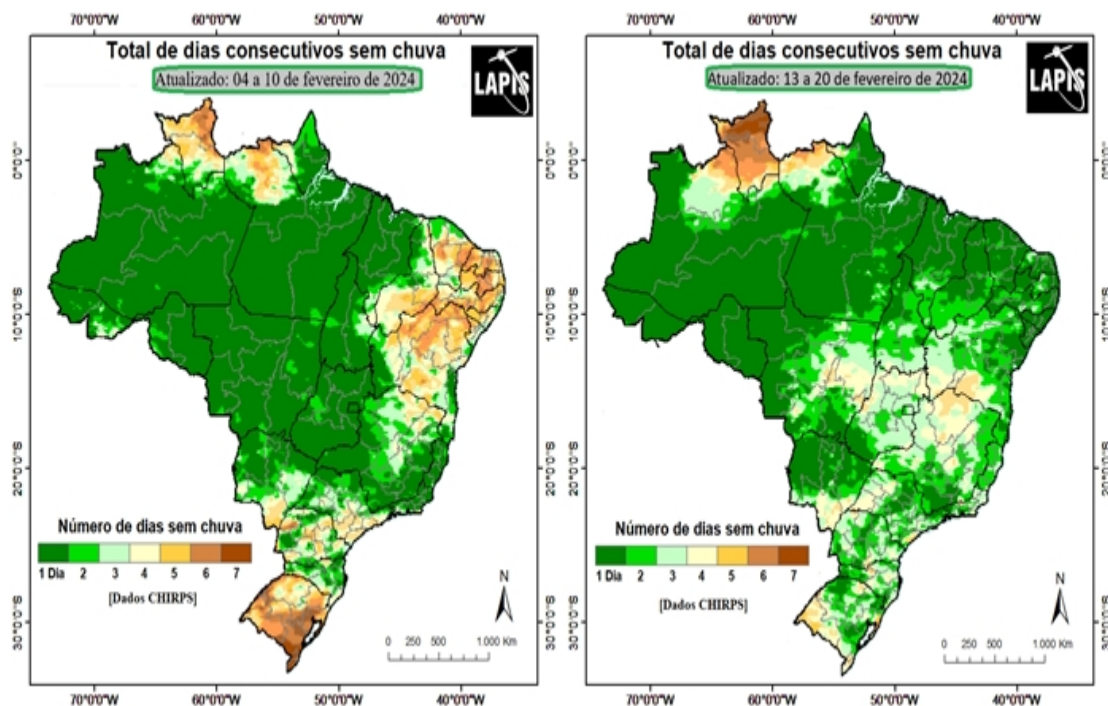 70°0'0"W 60°0'0"W 50°0'0"W 40°0'0"W
Total de dias consecutivos sem chuva
Atualizado: 04 a 10 de fevereiro de 2024
LAPIS
0°0'0"
10°0'0"S
20°0'0"S
30°0'0"S
Número de dias sem chuva
1 Dia 2 3 4 5 6 7
[Dados CHIRPS]
N
0 250 500 1.000 Km
70°0'0"W 60°0'0"W 50°0'0"W 40°0'0"W
70°0'0"W 60°0'0"W 50°0'0"W 40°0'0"W
Total de dias consecutivos sem chuva
Atualizado: 13 a 20 de fevereiro de 2024
LAPIS
0°0'0"
10°0'0"S
20°0'0"S
30°0'0"S
Número de dias sem chuva
1 Dia 2 3 4 5 6 7
[Dados CHIRPS]
N
0 250 500 1.000 Km
70°0'0"W 60°0'0"W 50°0'0"W 40°0'0"W